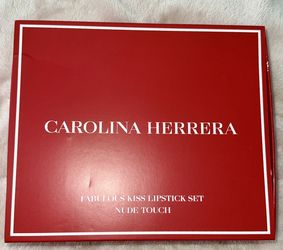 CAROLINA HERRERA
FABULOUS KISS LIPSTICK SET
NUDE TOUCH